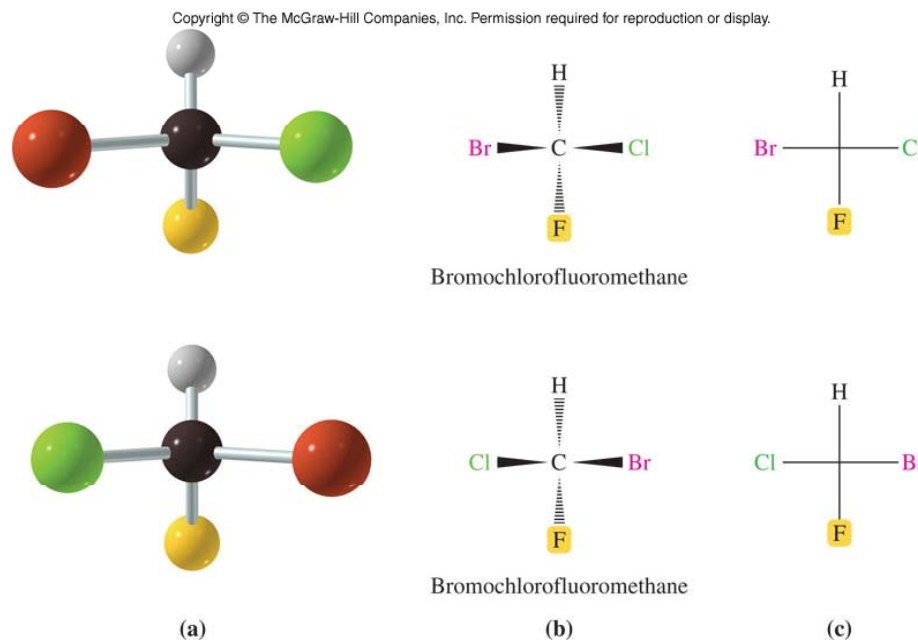 Copyright © The McGraw-Hill Companies, Inc. Permission required for reproduction or display.
H
H
Br C Cl
Br C
F
F
Bromochlorofluoromethane
H
H
Cl C Br
Cl B
F
F
Bromochlorofluoromethane
(a) (b) (c)